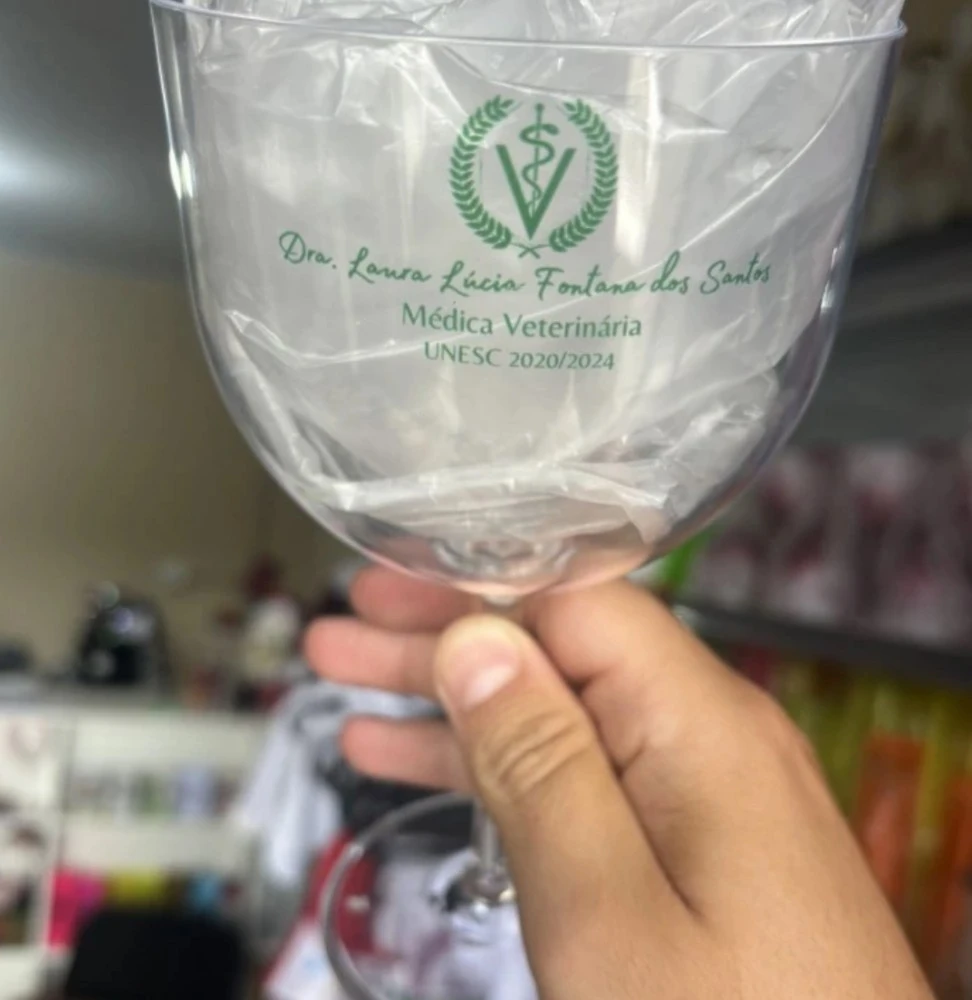 V
Dra. Laura Lúcia Fontana dos Santos
Médica Veterinária
UNESC 2020/2024